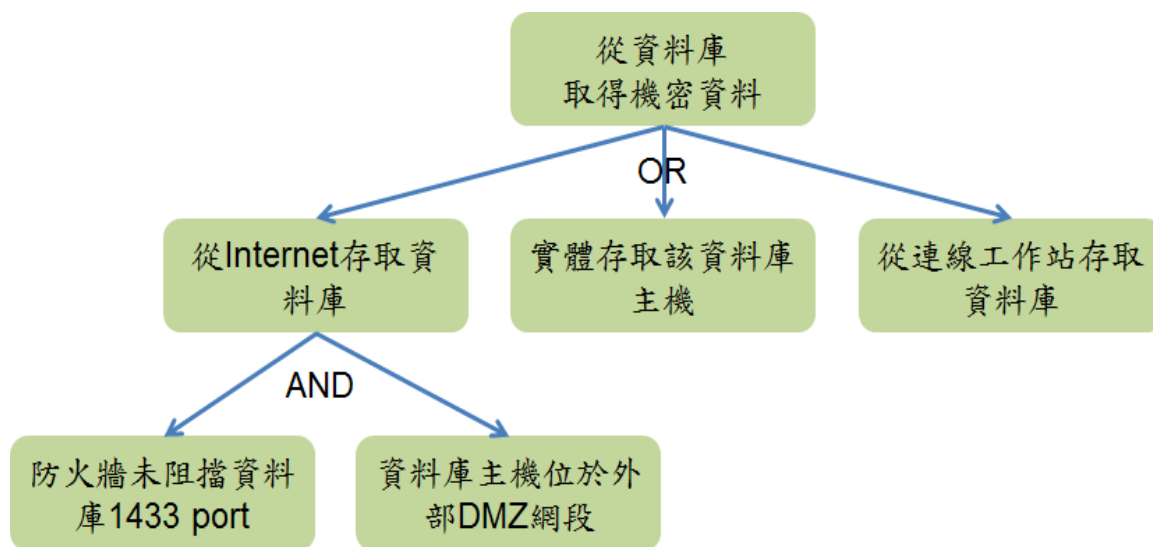 從資料庫
取得機密資料
OR
從Internet存取資
料庫
實體存取該資料庫
主機
從連線工作站存取
資料庫
AND
防火牆未阻擋資料
庫1433 port
資料庫主機位於外
部DMZ網段